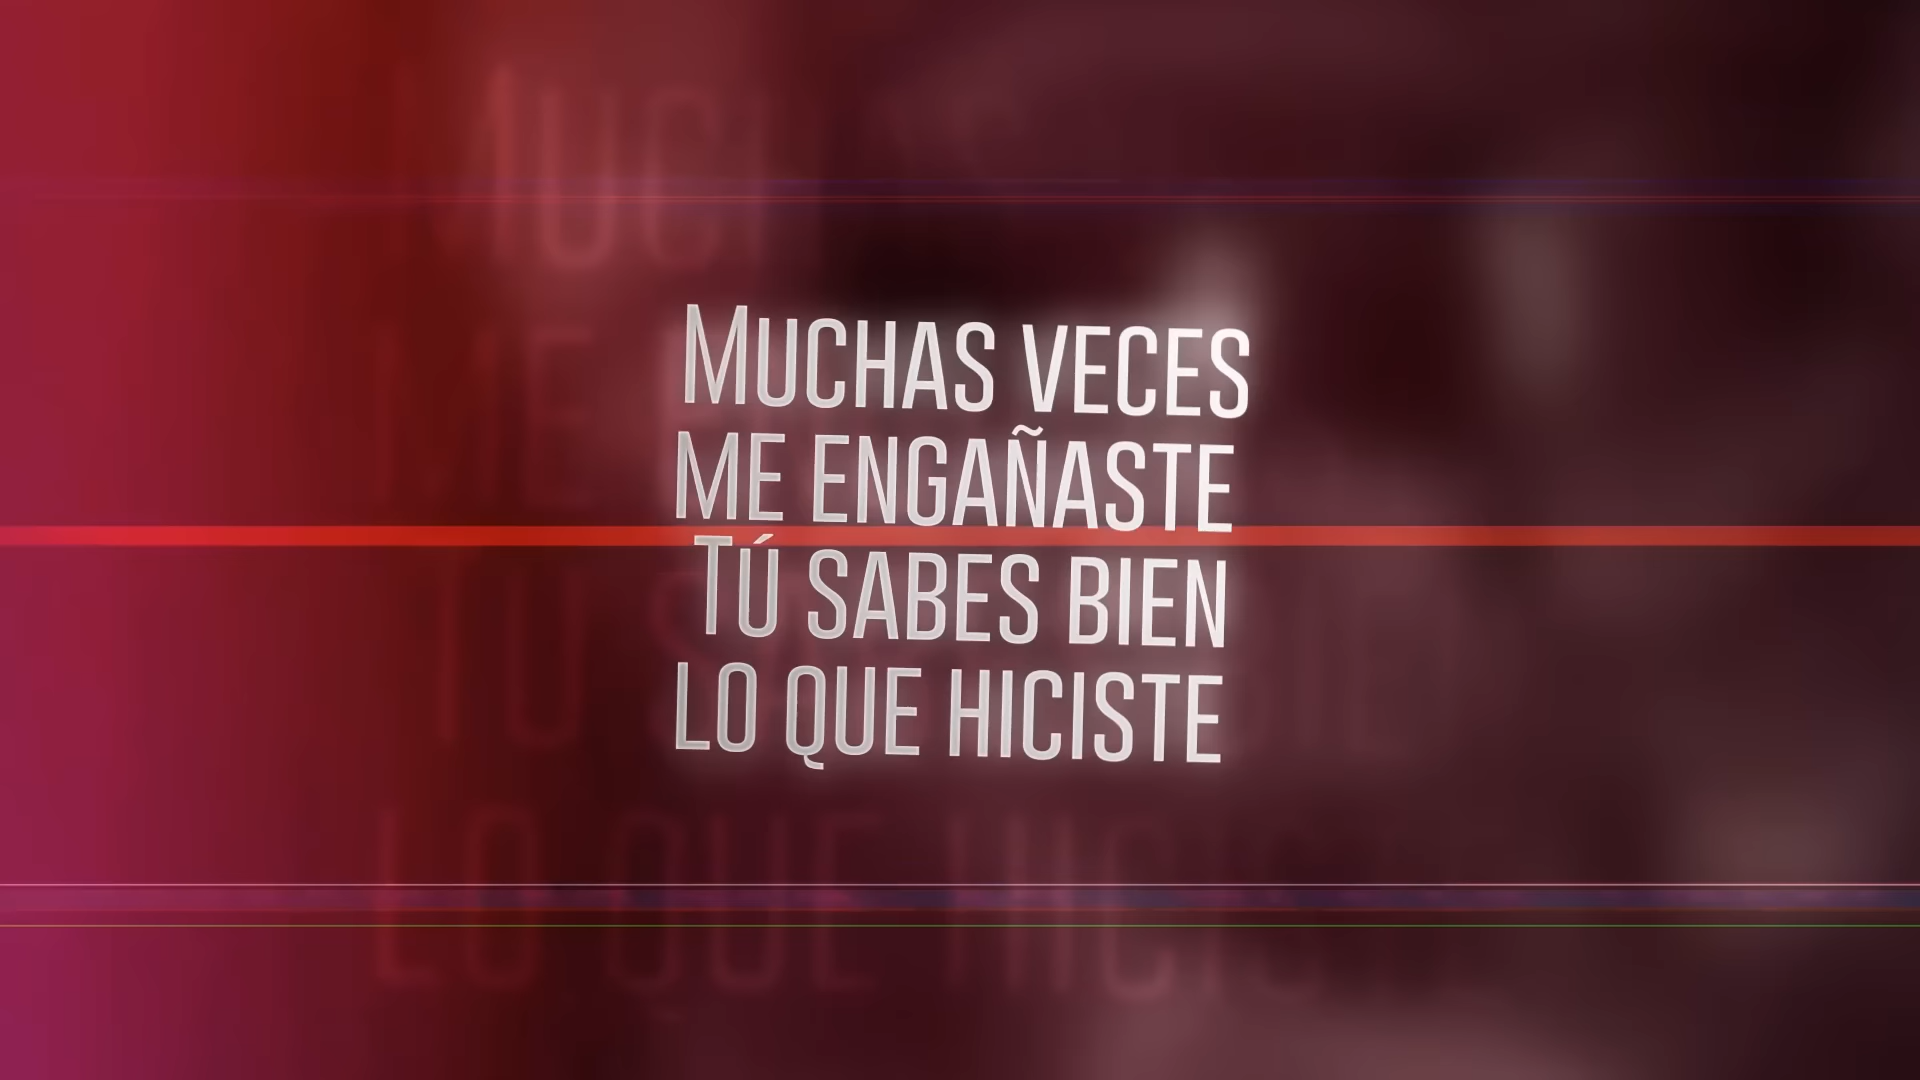 Muchas veces
me engañaste
Tú sabes bien
lo que hiciste